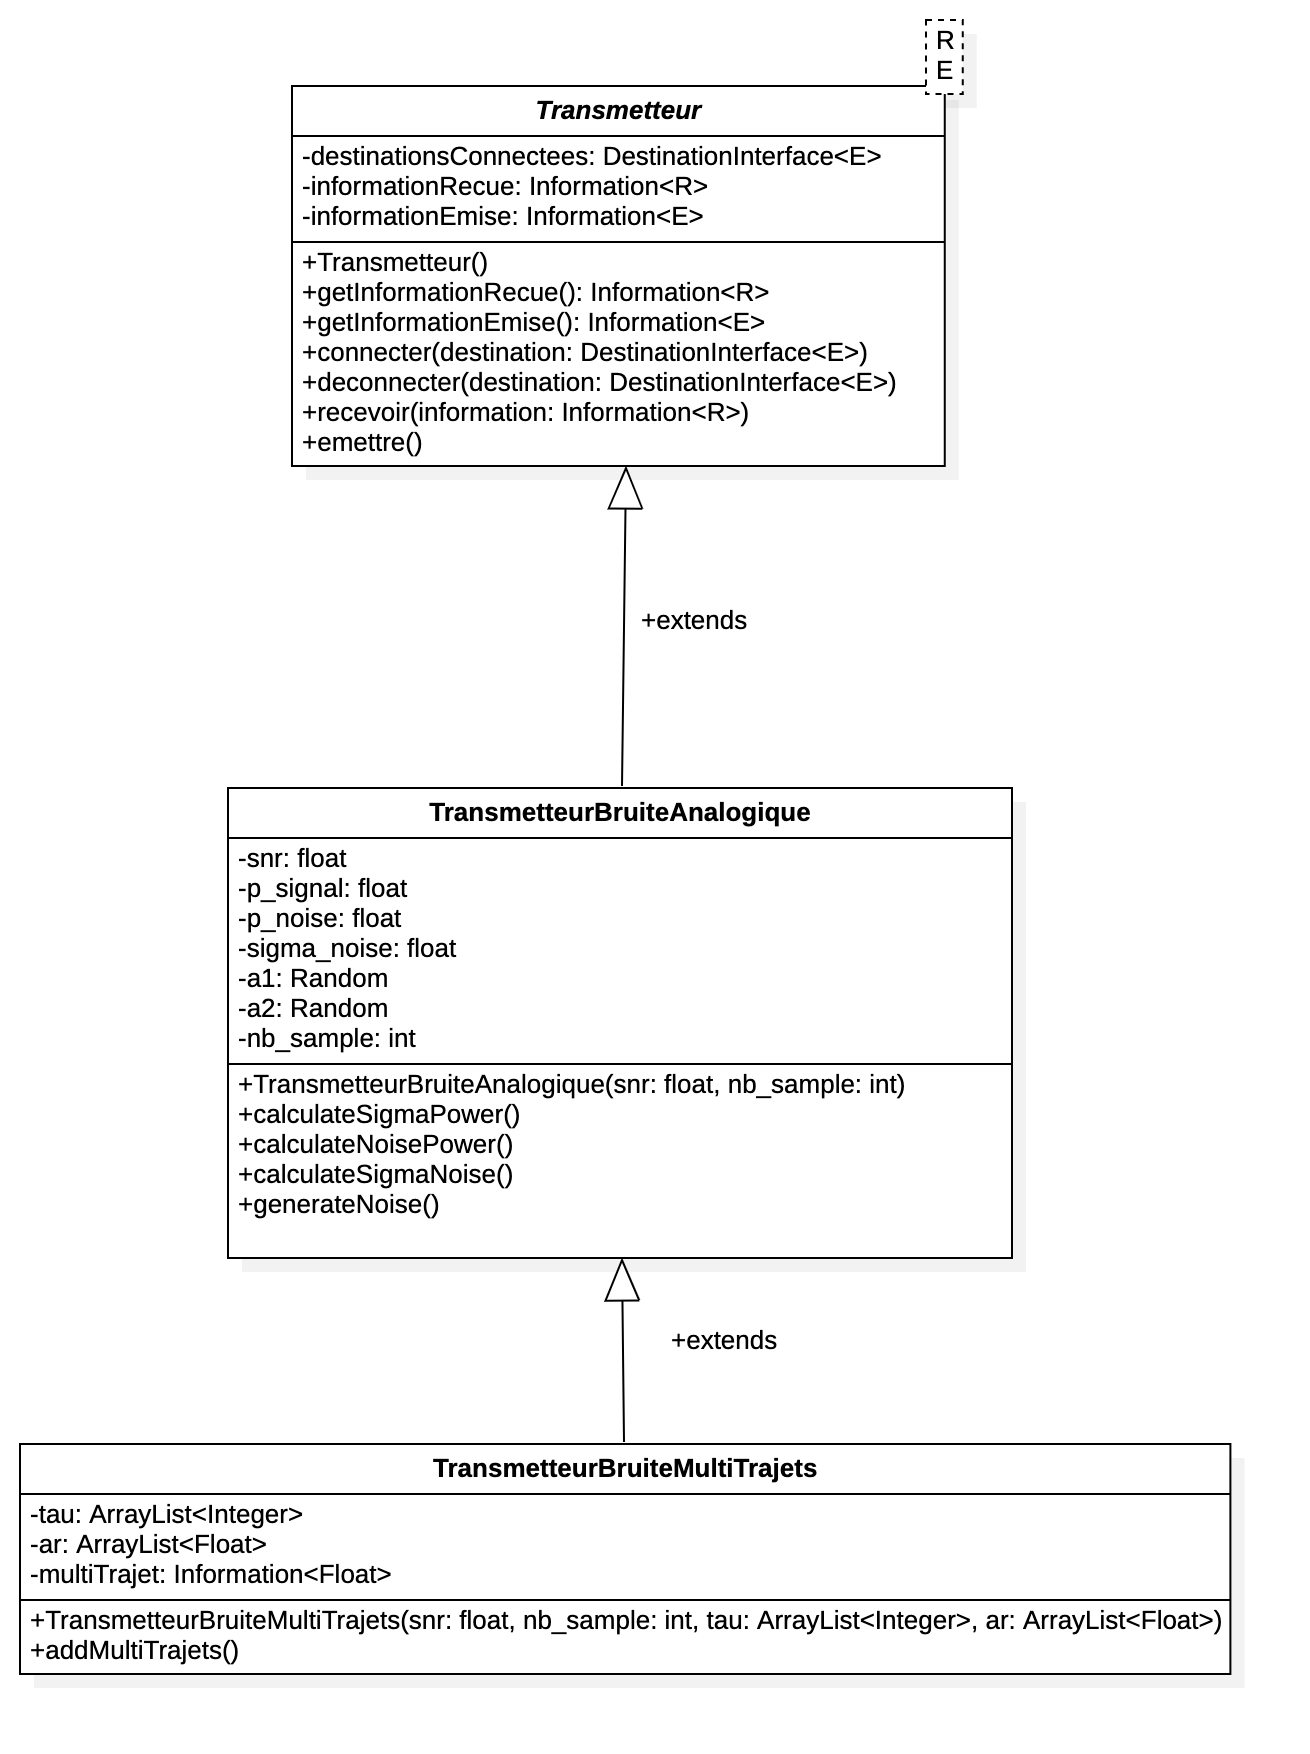 R
E
Transmetteur
-destinationsConnectees: DestinationInterface<E>
-informationRecue: Information<R>
-informationEmise: Information<E>
+Transmetteur()
+getInformationRecue(): Information<R>
+getInformationEmise(): Information<E>
+connecter(destination: DestinationInterface<E>)
+deconnecter(destination: DestinationInterface<E>)
+recevoir(information: Information<R>)
+emettre()
+extends
TransmetteurBruiteAnalogique
-snr: float
-p_signal: float
-p_noise: float
-sigma_noise: float
-a1: Random
-a2: Random
-nb_sample: int
+TransmetteurBruiteAnalogique(snr: float, nb_sample: int)
+calculateSigmaPower()
+calculateNoisePower()
+calculateSigmaNoise()
+generateNoise()
+extends
TransmetteurBruiteMultiTrajets
-tau: ArrayList<Integer>
-ar: ArrayList<Float>
-multiTrajet: Information<Float>
+TransmetteurBruiteMultiTrajets(snr: float, nb_sample: int, tau: ArrayList<Integer>, ar: ArrayList<Float>)
+addMultiTrajets()